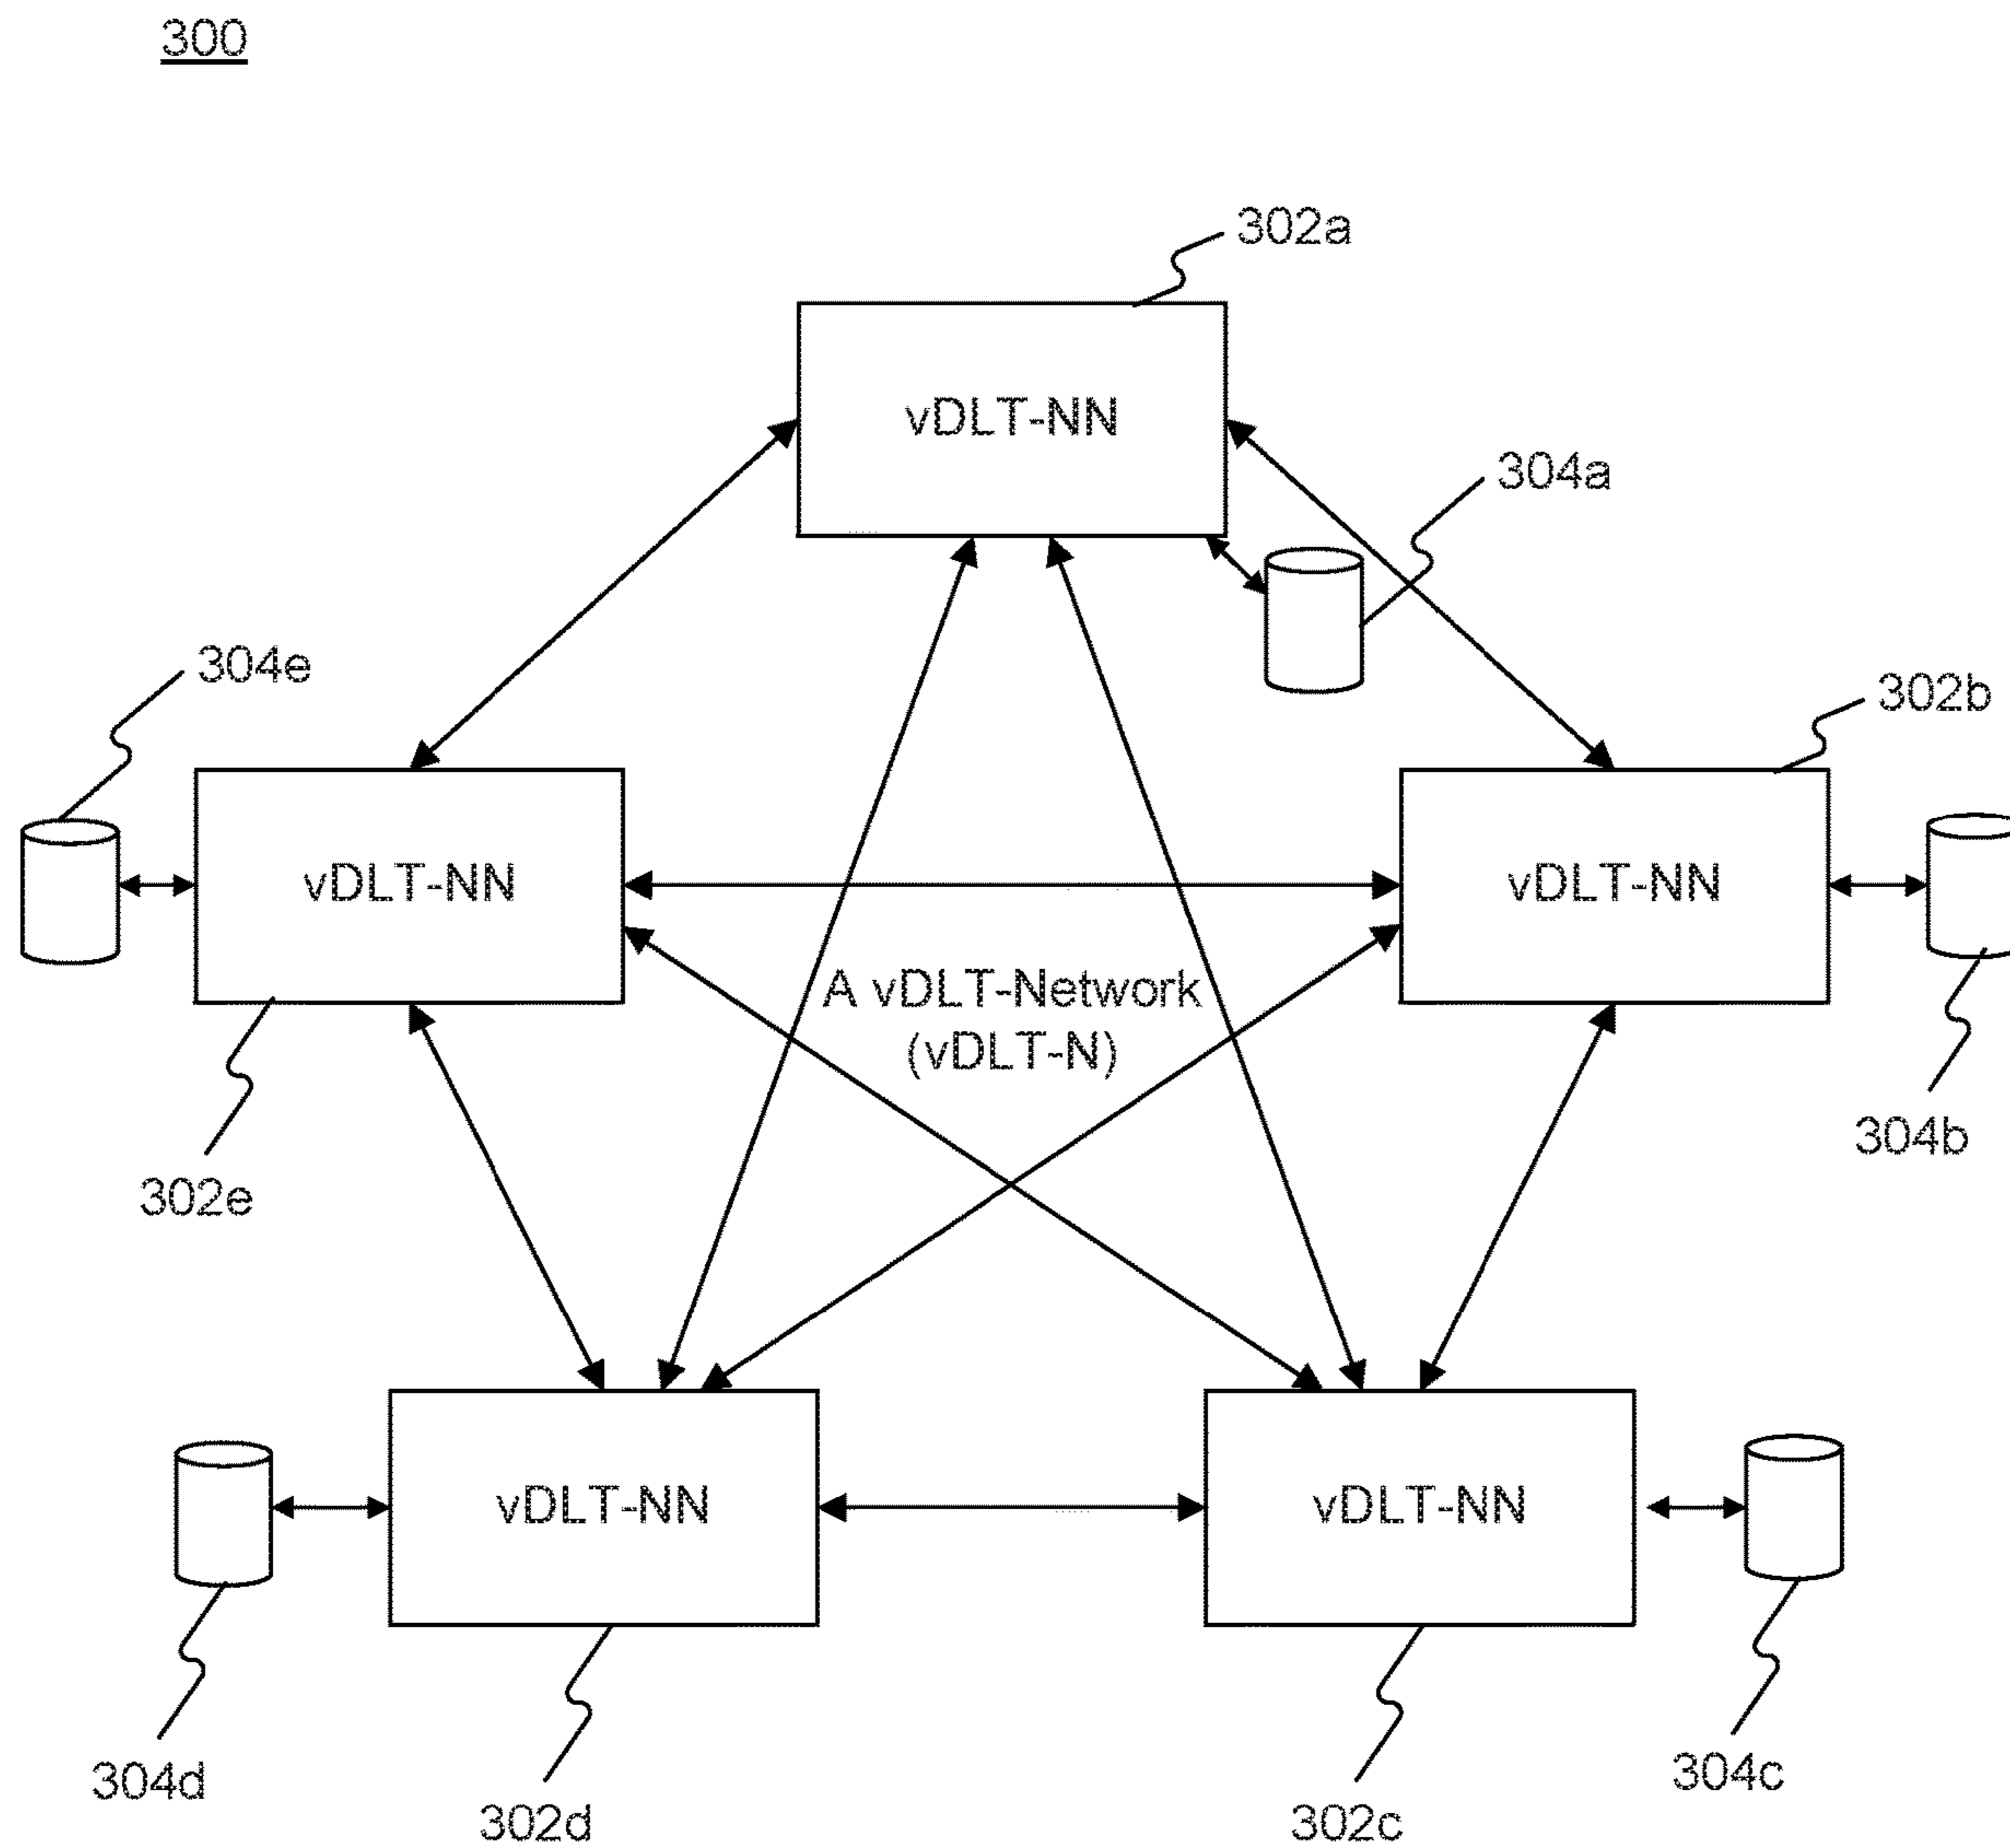 300
302a
vDLT-NN
304a
304e
302b
vDLT-NN
vDLT-NN
A vDLT-Network
(vDLT-N)
304b
302e
vDLT-NN
vDLT-NN
304d
304c
302d
302c